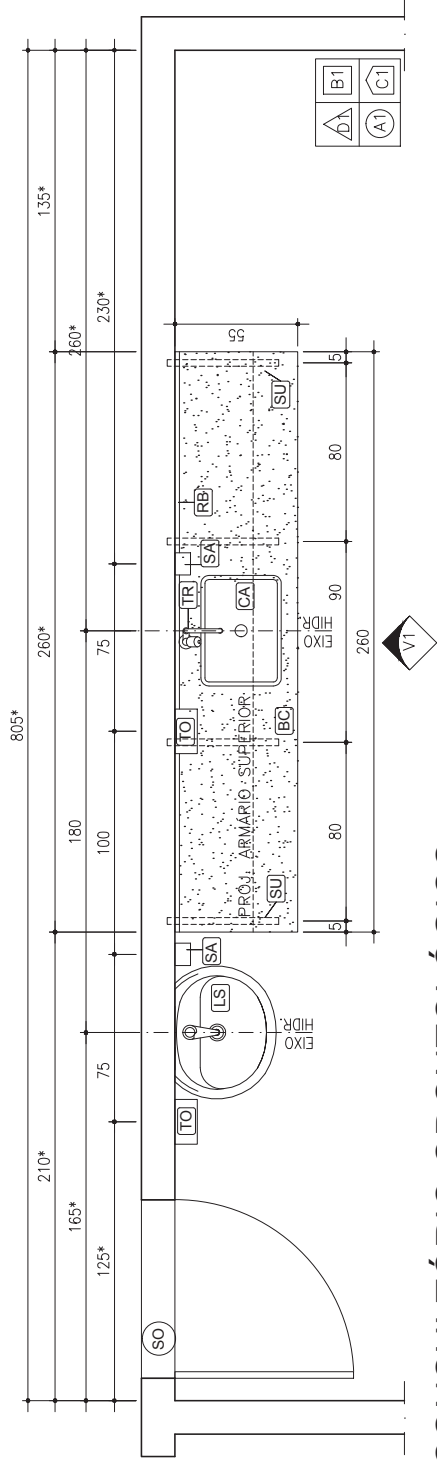 805*
210* 260* 135*
165* 180 260*
125* 75 100 75 230*
SO
TO
SA
TO
TR
SA
RB
55
LS
CA
PROJ. ARMÁRIO SUPERIOR
SU
BC
SU
EIXO
HIDR.
EIXO
HIDR.
5 80 90 80 5
260
V1
D1 B1
A1 C1